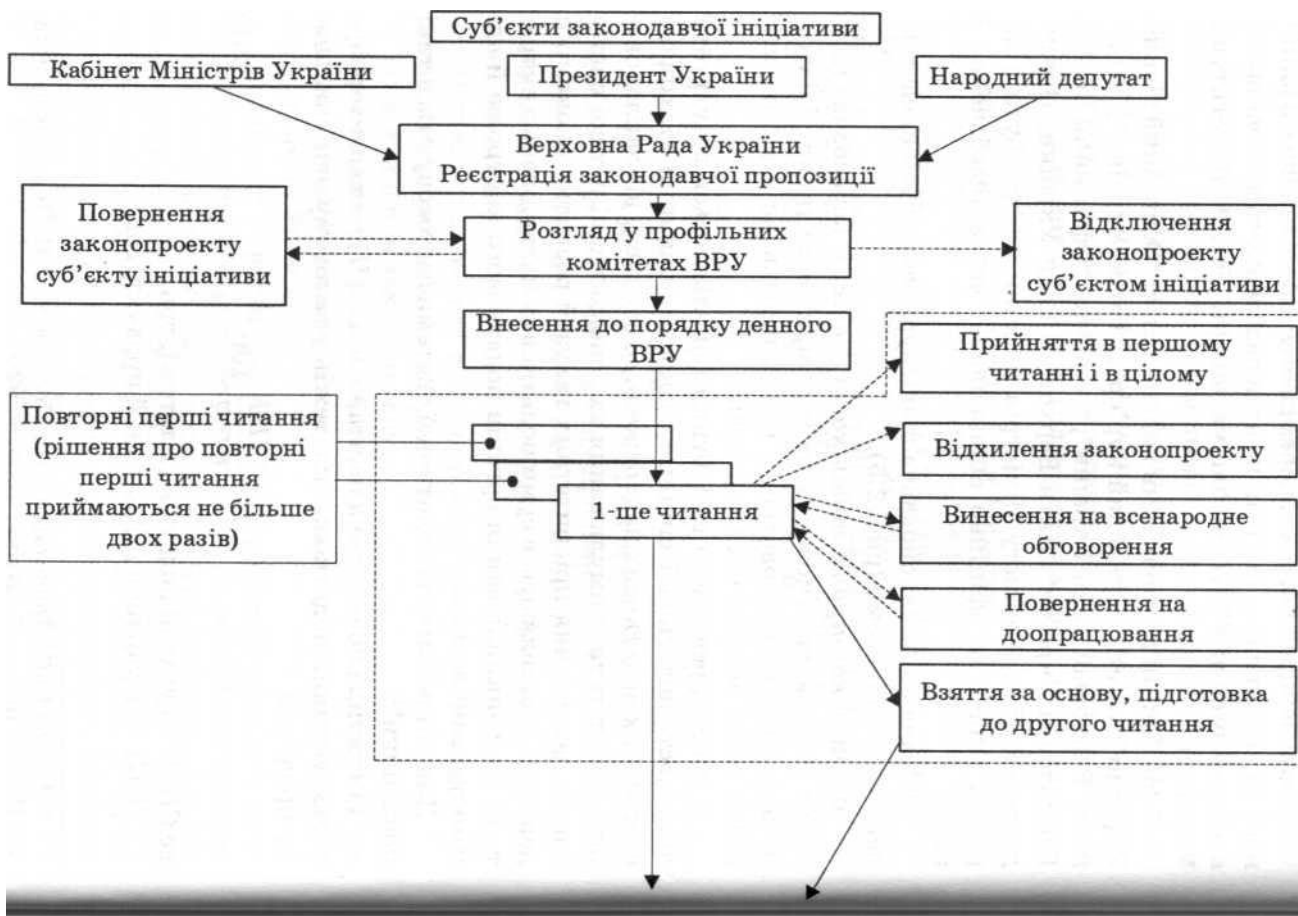 Суб’єкти законодавчої ініціативи
Кабінет Міністрів України
Президент України
Народний депутат
Верховна Рада України
Реєстрація законодавчої пропозиції
Повернення
законопроекту
суб’єкту ініціативи
Розгляд у профільних
комітетах ВРУ
Відключення
законопроекту
суб’єктом ініціативи
Внесення до порядку денного
ВРУ
Прийняття в першому
читанні і в цілому
Повторні перші читання
(рішення про повторні
перші читання
приймаються не більше
двох разів)
Відхилення законопроекту
1-ше читання
Винесення на всенародне
обговорення
Повернення на
доопрацювання
Взяття за основу, підготовка
до другого читання